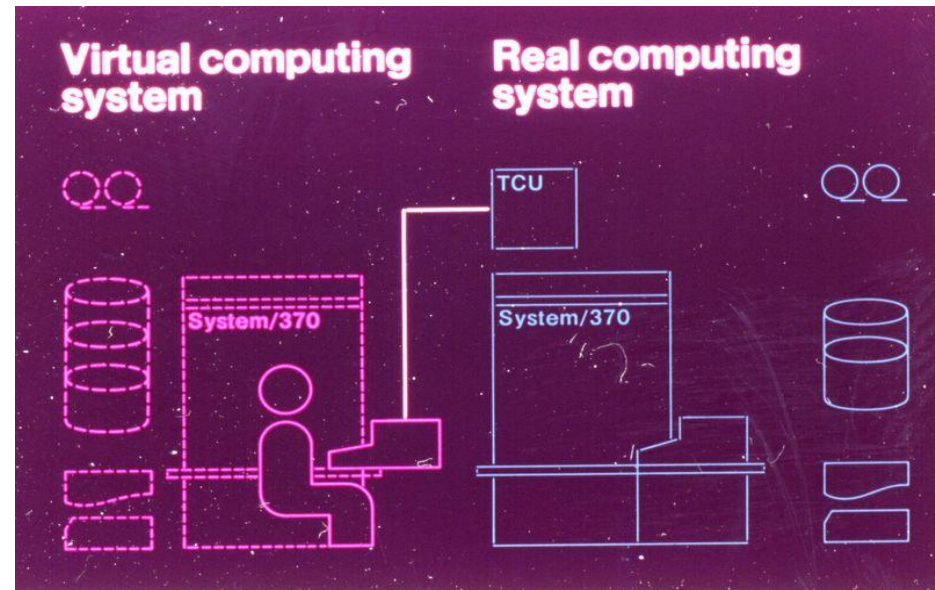 Virtual computing
system
Real computing
system
TCU
System/370
System/370